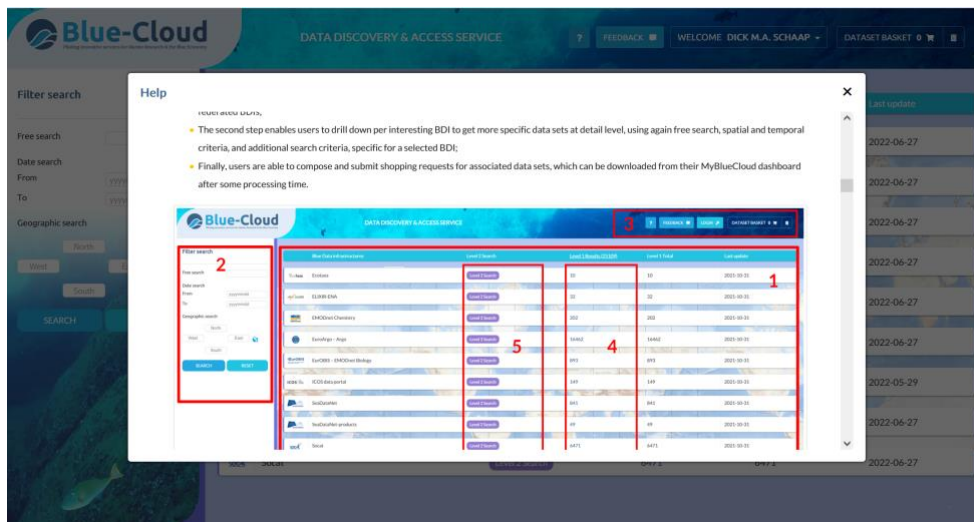 Blue-Cloud
DATA DISCOVERY & ACCESS SERVICE
?
FEEDBACK
WELCOME DICK M.A. SCHAAP
DATASET BASKET 0
Filter search
Free search
Date search
From
To
Geographic search
North
West
South
SEARCH
Last update
2022-06-27
2022-06-27
2022-06-27
2022-06-27
2022-06-27
2022-05-29
2022-06-27
2022-06-27
Socat
Level 2 Search
6471
6471
Help
federated BDIs;
The second step enables users to drill down per interesting BDI to get more specific data sets at detail level, using again free search, spatial and temporal
criteria, and additional search criteria, specific for a selected BDI;
Finally, users are able to compose and submit shopping requests for associated data sets, which can be downloaded from their MyBlueCloud dashboard
after some processing time.
Blue-Cloud
DATA DISCOVERY & ACCESS SERVICE
3
?
FEEDBACK
LOGIN
DATASET BASKET 0
Filter search
2
Free search
Date search
From
yyyymmdd
To
yyyymmdd
Geographic search
North
West
East
South
SEARCH
RESET
Blue Data Infrastructure name
Level 2 Search
Level 1 Total
Last update
1
Ecotaxa
Level 2 Search
10
10
2021-10-31
ELIXIR-ENA
Level 2 Search
22
2021-10-31
EMODnet Chemistry
Level 2 Search
202
2021-10-31
EuroArgo - Argo
Level 2 Search
16462
16462
2021-10-31
5
4
EurOBIS - EMODnet Biology
Level 2 Search
893
893
2021-10-31
ICOS data portal
Level 2 Search
149
149
2021-10-31
SeaDataNet
Level 2 Search
841
841
2021-10-31
SeaDataNet products
Level 2 Search
49
49
2021-10-31
Socat
Level 2 Search
6471
6471
2021-10-31